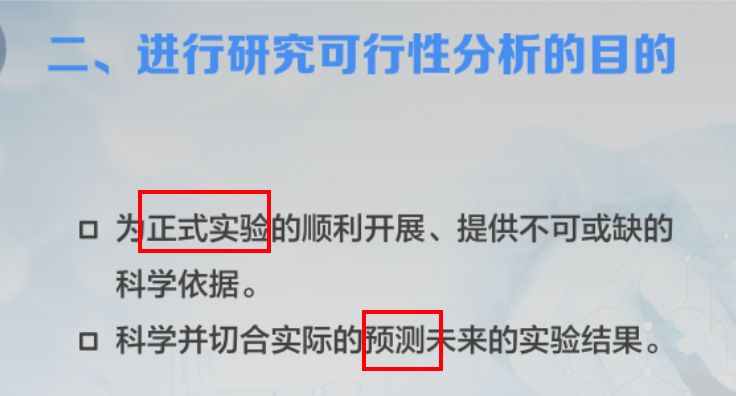 二、进行研究可行性分析的目的
为正式实验的顺利开展、提供不可或缺的
科学依据。
科学并切合实际的预测未来的实验结果。